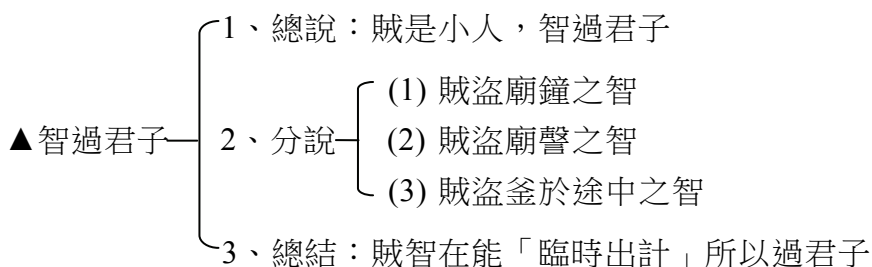 1、總說：賊是小人，智過君子
(1) 賊盜廟鐘之智
▲智過君子
2、分說
(2) 賊盜廟罄之智
(3) 賊盜釜於途中之智
3、總結：賊智在能「臨時出計」所以過君子